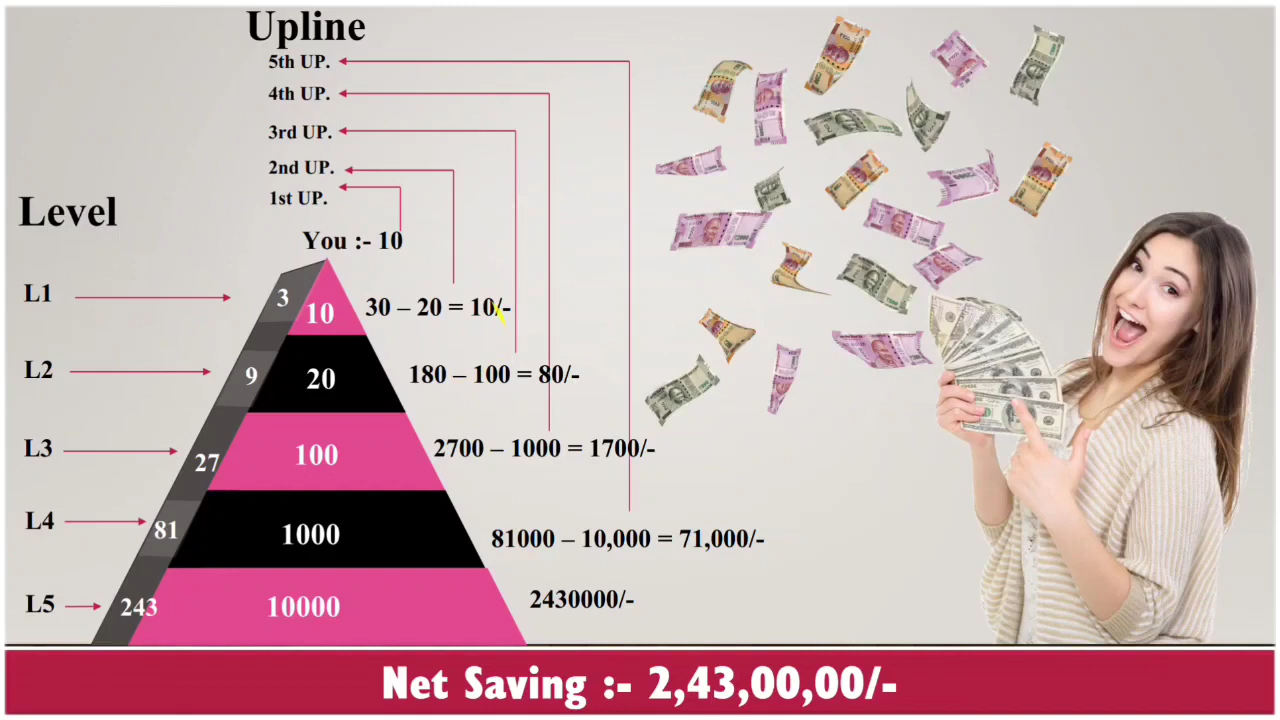 Upline
5th UP.
4th UP.
3rd UP.
2nd UP.
1st UP.
Level
You :- 10
L1
3
10
30 – 20 = 10/-
L2
9
20
180 – 100 = 80/-
L3
27
100
2700 – 1000 = 1700/-
L4
81
1000
81000 – 10,000 = 71,000/-
L5
243
10000
2430000/-
Net Saving :- 2,43,00,00/-